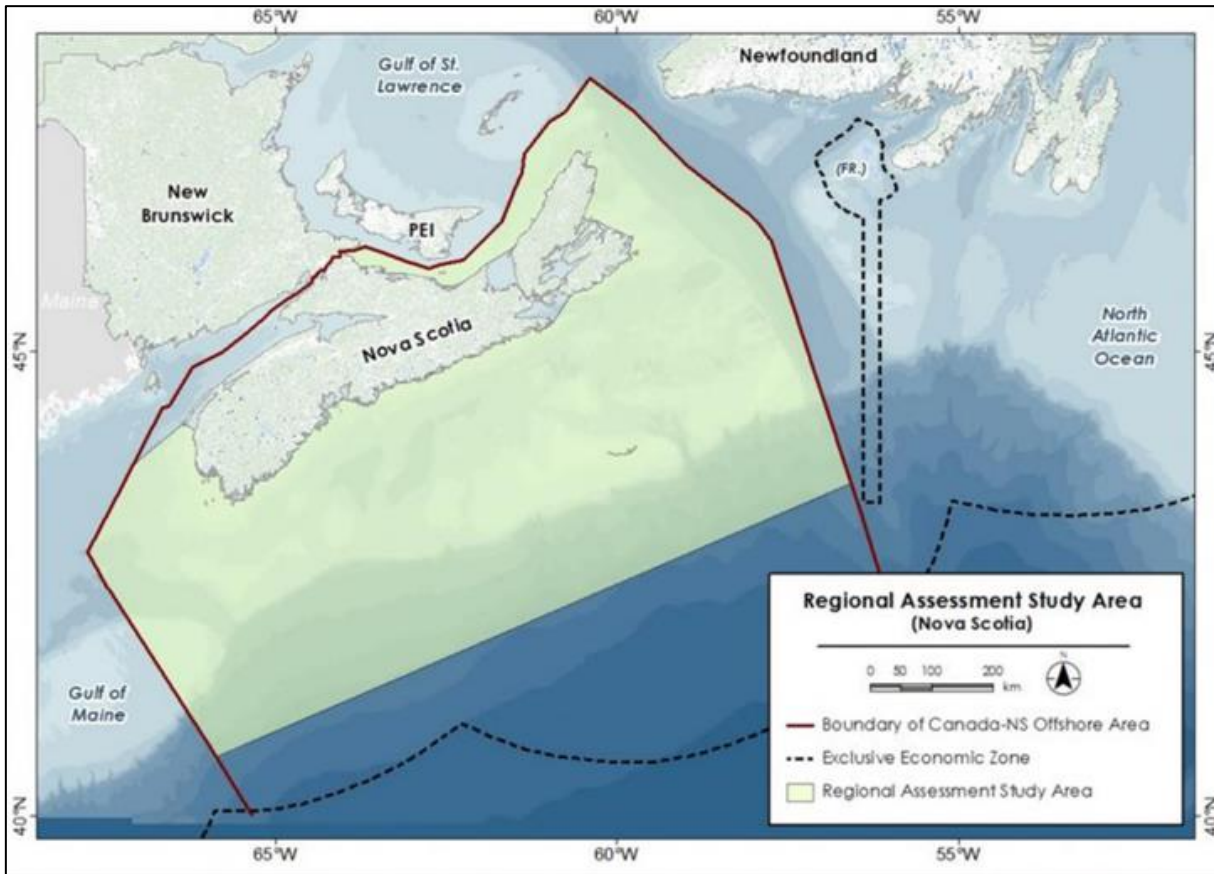 65°W 60°W 55°W
Gulf of St.
Lawrence
Newfoundland
New
Brunswick
PEI
(FR.)
Maine
Nova Scotia
North
Atlantic
Ocean
45°N 45°N
Gulf of
Maine
Regional Assessment Study Area
(Nova Scotia)
0 50 100 200
km
N
Boundary of Canada-NS Offshore Area
Exclusive Economic Zone
Regional Assessment Study Area
40°N 40°N
65°W 60°W 55°W